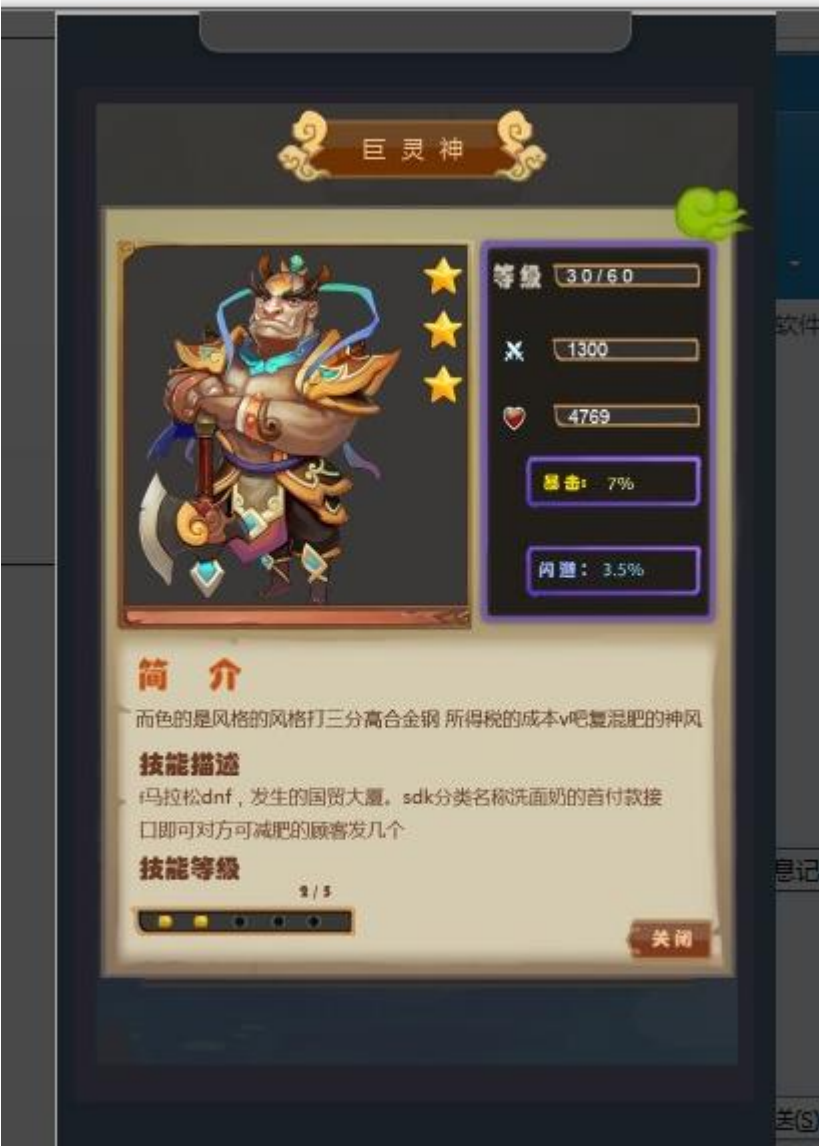 巨灵神
等级 30/60
1300
4769
暴击: 7%
闪避: 3.5%
简 介
而色的是风格的风格打三分高合金钢 所得税的成本v吧复混肥的神风
技能描述
f马拉松dnf，发生的国贸大厦。sdk分类名称洗面奶的首付款接
口即可对方可减肥的顾客发几个
技能等级
2/5
关闭
软件
息记
送(S)